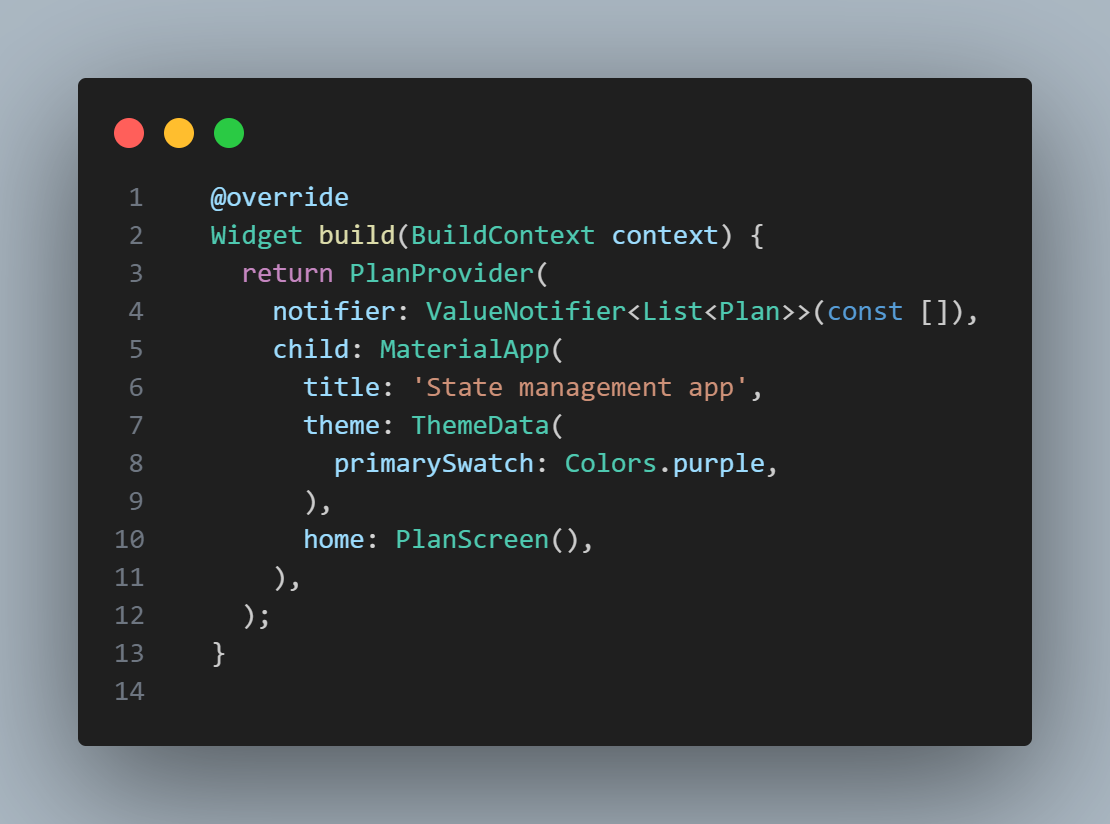 1    @override
2    Widget build(BuildContext context) {
3      return PlanProvider(
4        notifier: ValueNotifier<List<Plan>>(const []),
5        child: MaterialApp(
6          title: 'State management app',
7          theme: ThemeData(
8            primarySwatch: Colors.purple,
9          ),
10          home: PlanScreen(),
11        ),
12      );
13    }
14